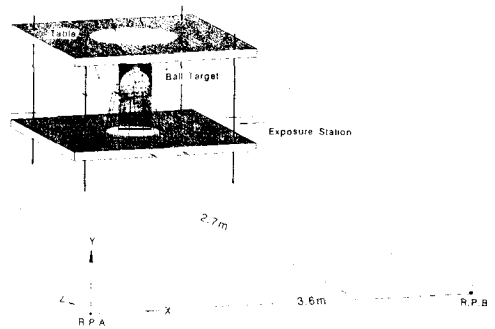 Table
Ball Target
Exposure Station
2.7m
Y
Z
X
3.6m
R.P.A
R.P.B